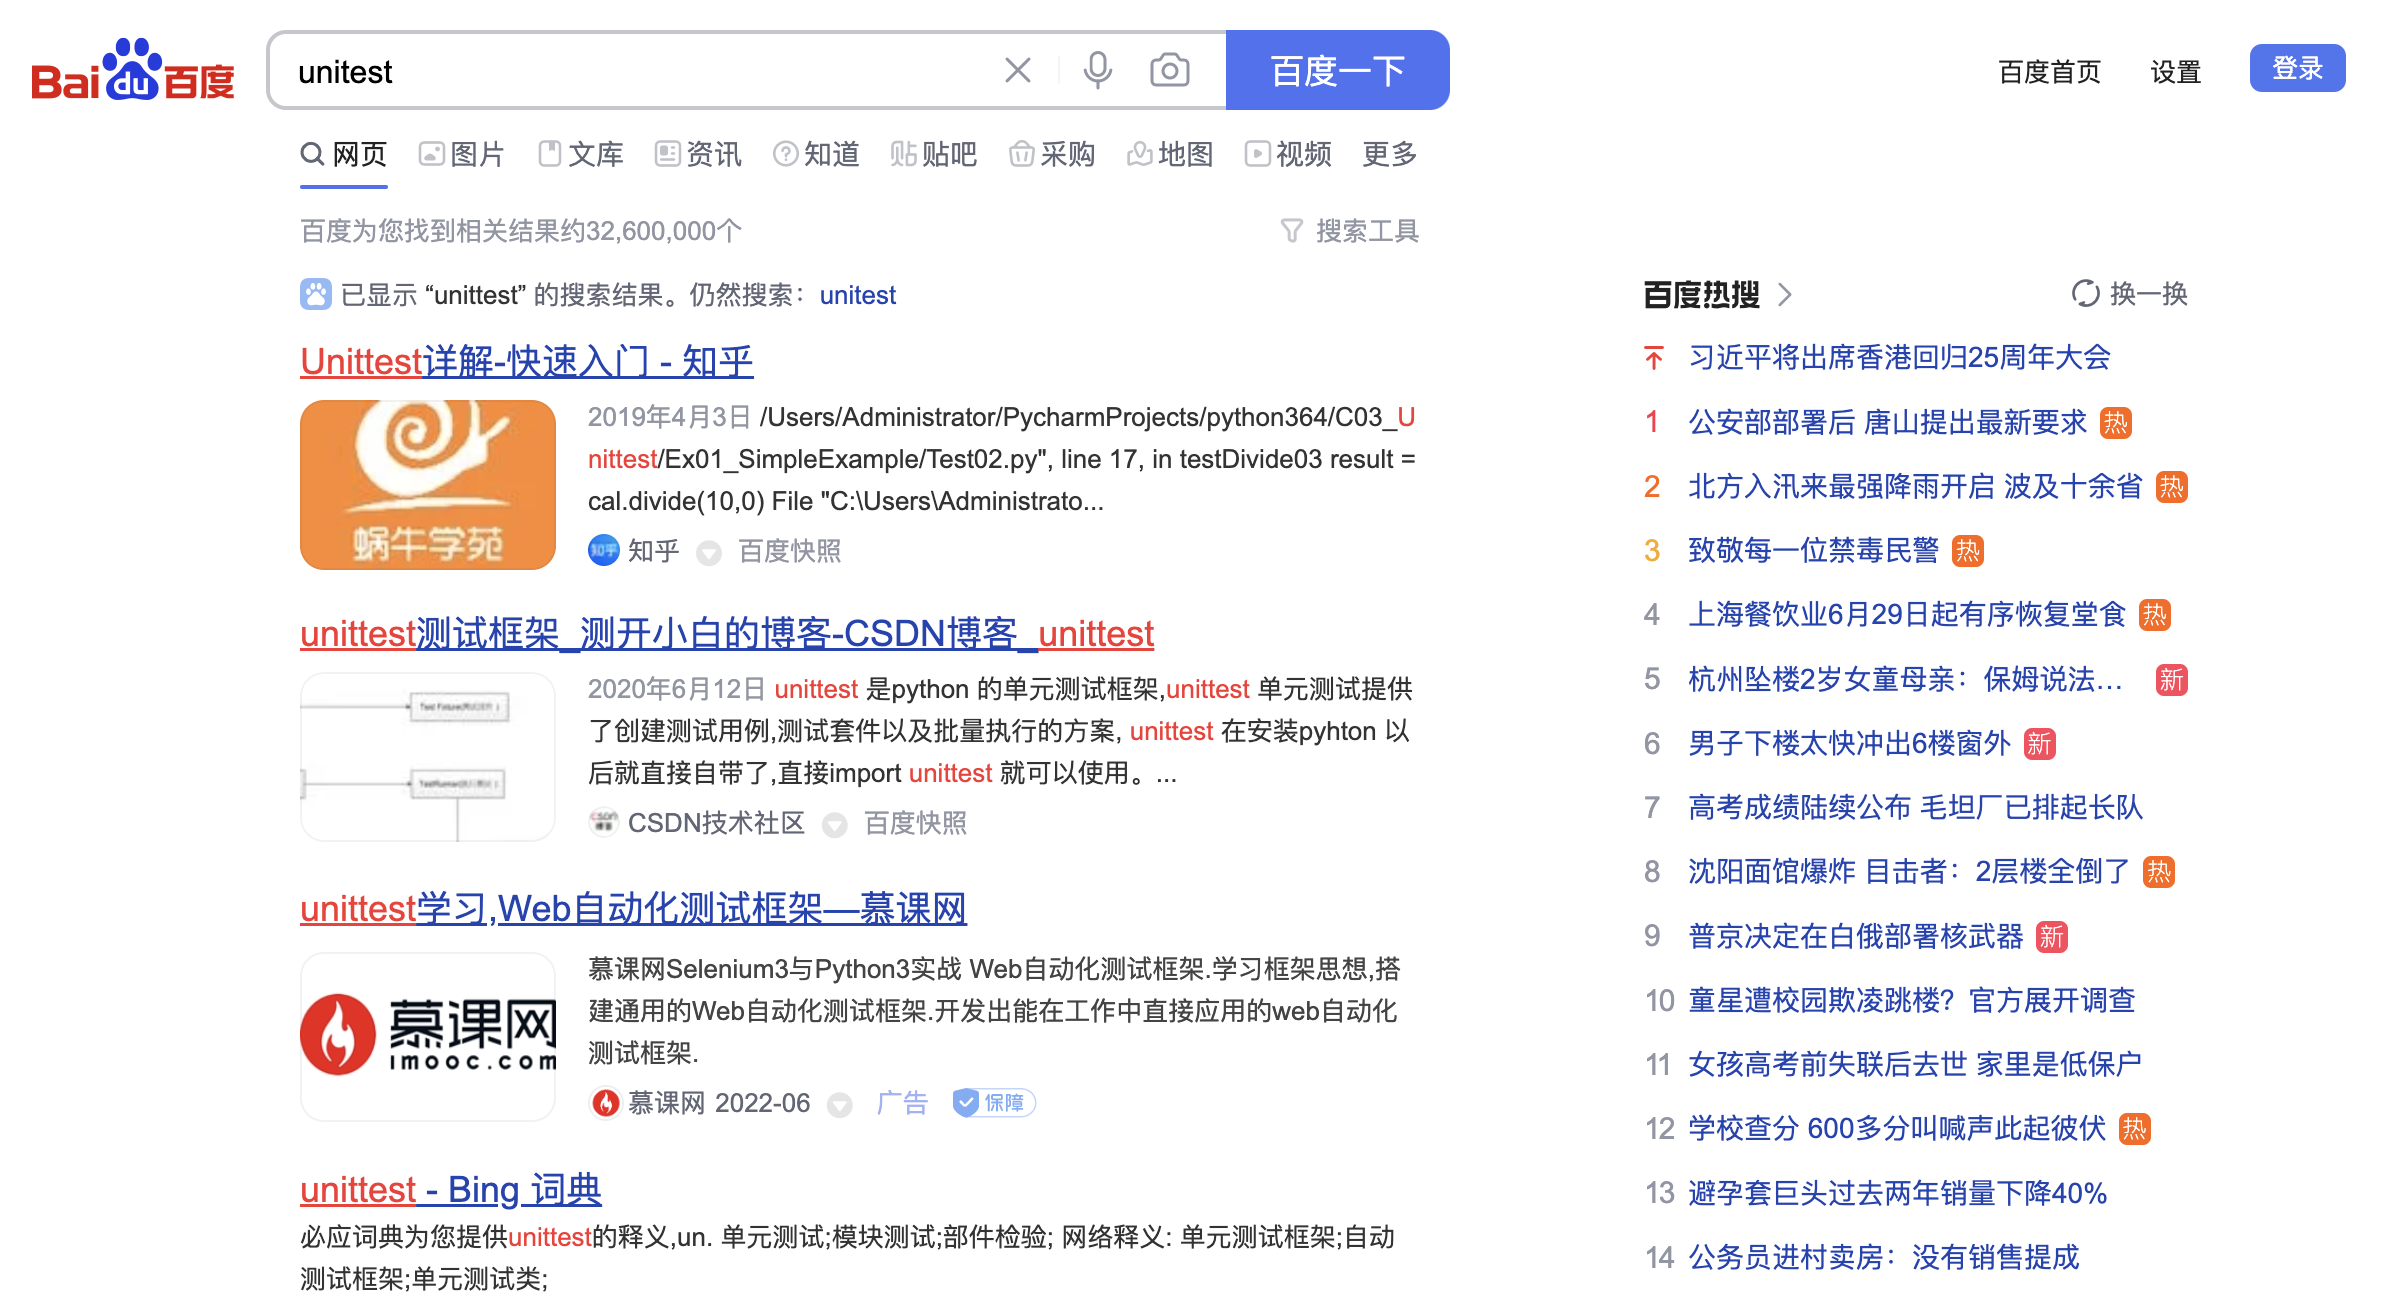 Bai du 百度
unitest
百度一下
百度首页 设置 登录
网页 图片 文库 资讯 知道 贴 贴吧 采购 地图 视频 更多
百度为您找到相关结果约32,600,000个
搜索工具
已显示 “unittest” 的搜索结果。仍然搜索：unitest
Unittest详解-快速入门 - 知乎
蜗牛学苑
2019年4月3日 /Users/Administrator/PycharmProjects/python364/C03_U
nittest/Ex01_SimpleExample/Test02.py", line 17, in testDivide03 result =
cal.divide(10,0) File "C:\Users\Administrato...
知乎 知乎 百度快照
unittest测试框架_测开小白的博客-CSDN博客_unittest
2020年6月12日 unittest 是python 的单元测试框架,unittest 单元测试提供
了创建测试用例,测试套件以及批量执行的方案, unittest 在安装pyhton 以
后就直接自带了,直接import unittest 就可以使用。...
CSDN技术社区 百度快照
unittest学习,Web自动化测试框架—慕课网
慕课网
imooc.com
慕课网Selenium3与Python3实战 Web自动化测试框架.学习框架思想,搭
建通用的Web自动化测试框架.开发出能在工作中直接应用的web自动化
测试框架.
慕课网 2022-06 广告 保障
unittest - Bing 词典
必应词典为您提供unittest的释义,un. 单元测试;模块测试;部件检验; 网络释义: 单元测试框架;自动
测试框架;单元测试类;
百度热搜
换一换
习近平将出席香港回归25周年大会
1 公安部部署后 唐山提出最新要求 热
2 北方入汛来最强降雨开启 波及十余省 热
3 致敬每一位禁毒民警 热
4 上海餐饮业6月29日起有序恢复堂食 热
5 杭州坠楼2岁女童母亲：保姆说法... 新
6 男子下楼太快冲出6楼窗外 新
7 高考成绩陆续公布 毛坦厂已排起长队
8 沈阳面馆爆炸 目击者：2层楼全倒了 热
9 普京决定在白俄部署核武器 新
10 童星遭校园欺凌跳楼？官方展开调查
11 女孩高考前失联后去世 家里是低保户
12 学校查分 600多分叫喊声此起彼伏 热
13 避孕套巨头过去两年销量下降40%
14 公务员进村卖房：没有销售提成